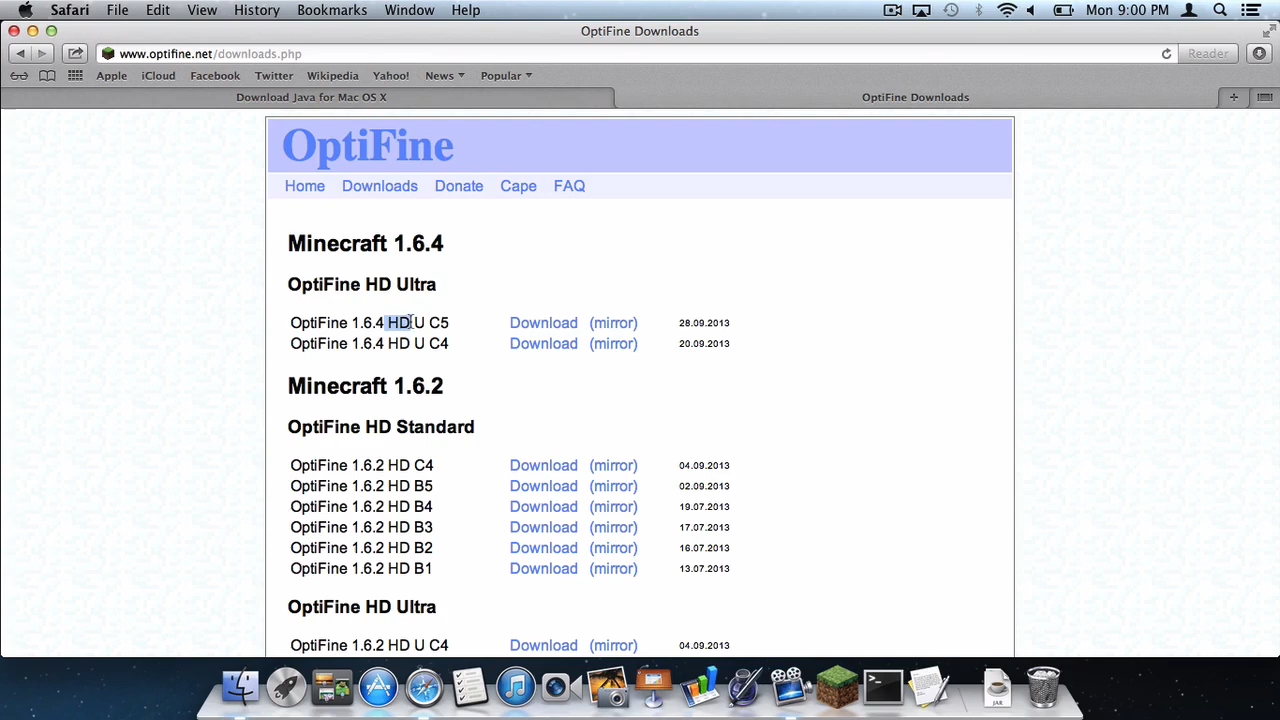 Safari File Edit View History Bookmarks Window Help Mon 9:00 PM
OptiFine Downloads
www.optifine.net/downloads.php Reader
Apple iCloud Facebook Twitter Wikipedia Yahoo! News Popular
Download Java for Mac OS X OptiFine Downloads
OptiFine
Home Downloads Donate Cape FAQ
Minecraft 1.6.4
OptiFine HD Ultra
OptiFine 1.6.4 HD U C5 Download (mirror) 28.09.2013
OptiFine 1.6.4 HD U C4 Download (mirror) 20.09.2013
Minecraft 1.6.2
OptiFine HD Standard
OptiFine 1.6.2 HD C4 Download (mirror) 04.09.2013
OptiFine 1.6.2 HD B5 Download (mirror) 02.09.2013
OptiFine 1.6.2 HD B4 Download (mirror) 19.07.2013
OptiFine 1.6.2 HD B3 Download (mirror) 17.07.2013
OptiFine 1.6.2 HD B2 Download (mirror) 16.07.2013
OptiFine 1.6.2 HD B1 Download (mirror) 13.07.2013
OptiFine HD Ultra
OptiFine 1.6.2 HD U C4 Download (mirror) 04.09.2013
JAR